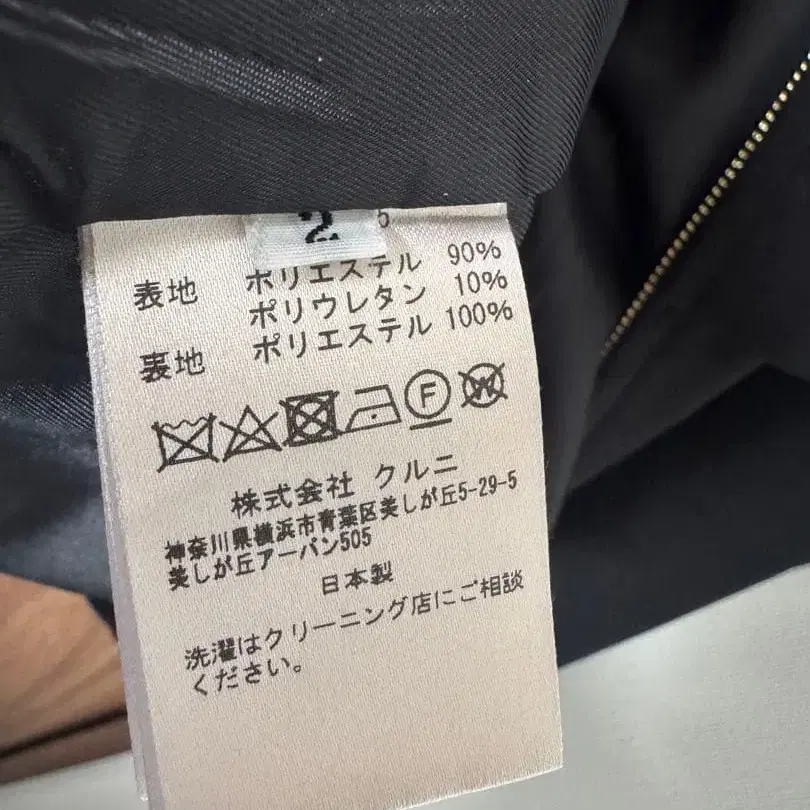 2 5
表地 ポリエステル 90%
ポリウレタン 10%
裏地 ポリエステル 100%
F W
株式会社 クルニ
神奈川県横浜市青葉区美しが丘5-29-5
美しが丘アーバン505
日本製
洗濯はクリーニング店にご相談
ください。